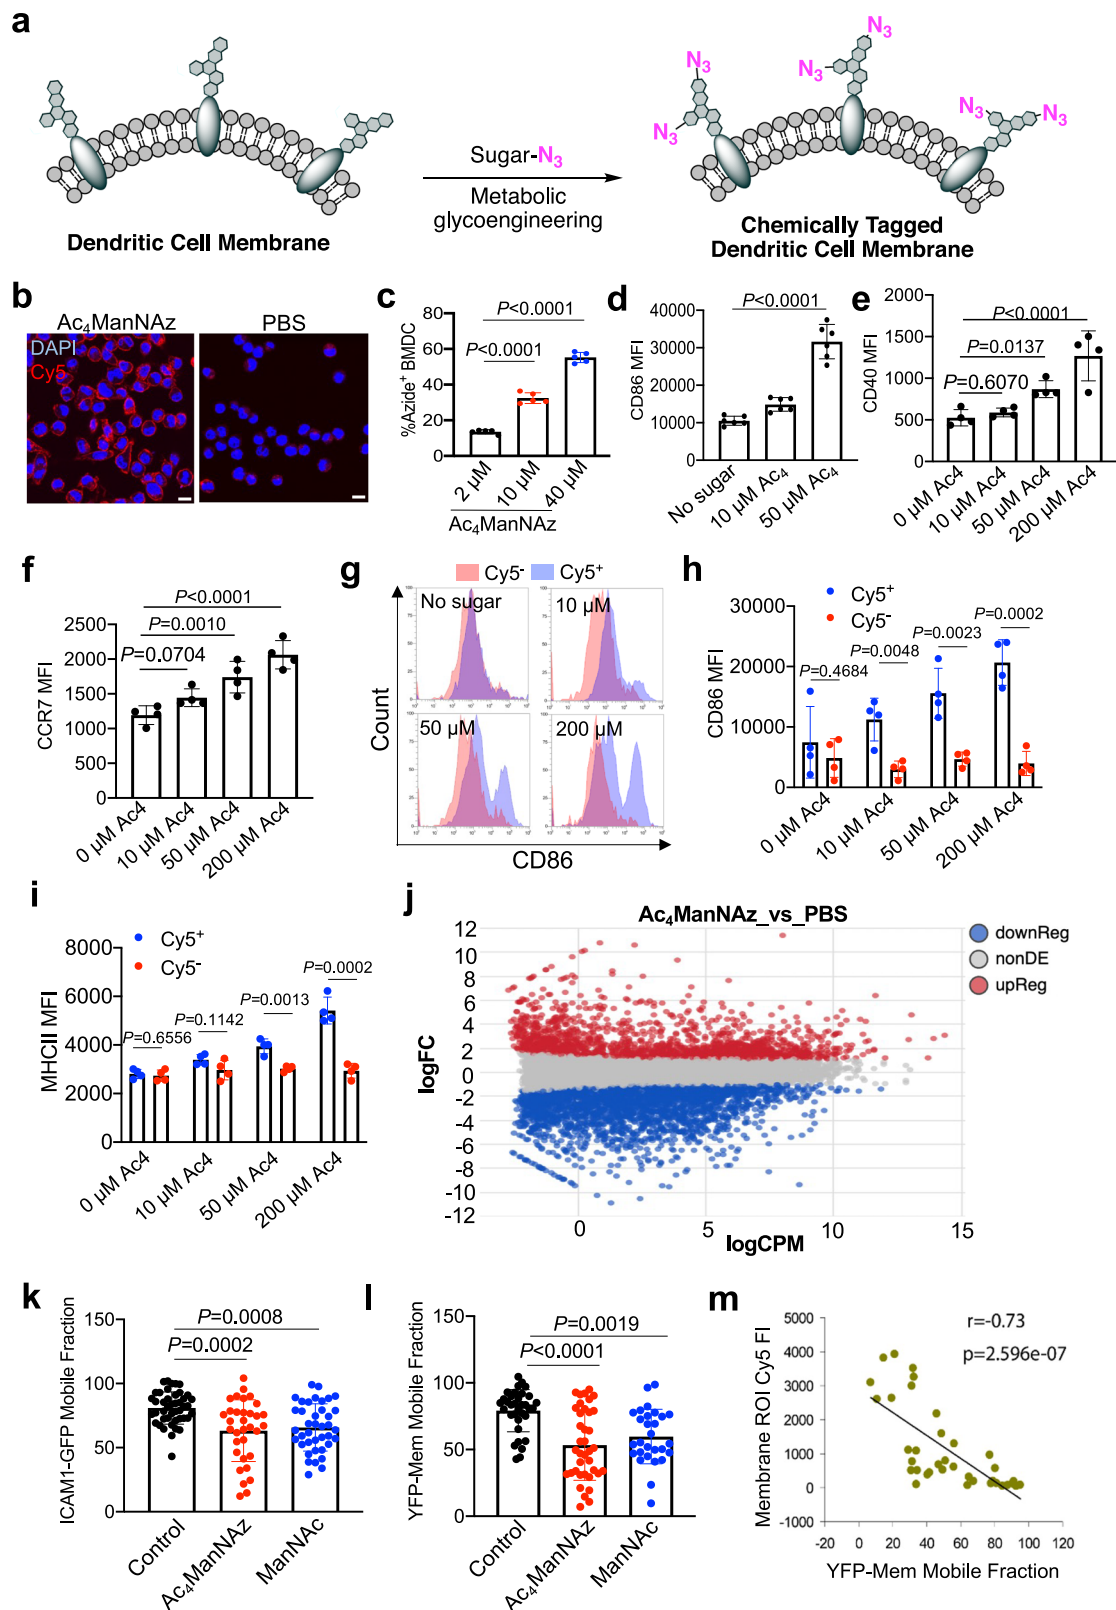 a
N₃
N₃
N₃
N₃
N₃
N₃
Sugar-N₃
Metabolic
glycoengineering
Dendritic Cell Membrane
Chemically Tagged
Dendritic Cell Membrane
b
Ac₄ManNAz
PBS
DAPI
Cy5
c
P<0.0001
P<0.0001
%Azide⁺ BMDC
80
60
40
20
0
2 µM
10 µM
40 µM
Ac₄ManNAz
d
P<0.0001
CD86 MFI
40000
30000
20000
10000
0
No sugar
10 µM Ac₄
50 µM Ac₄
e
P<0.0001
P=0.0137
P=0.6070
CD40 MFI
2000
1500
1000
500
0
0 µM Ac4
10 µM Ac4
50 µM Ac4
200 µM Ac4
f
P<0.0001
P=0.0010
P=0.0704
CCR7 MFI
2500
2000
1500
1000
500
0
0 µM Ac4
10 µM Ac4
50 µM Ac4
200 µM Ac4
g
Cy5⁻
Cy5⁺
No sugar
10 µM
50 µM
200 µM
Count
CD86
h
Cy5⁺
Cy5⁻
P=0.4684
P=0.0048
P=0.0023
P=0.0002
CD86 MFI
30000
20000
10000
0
0 µM Ac4
10 µM Ac4
50 µM Ac4
200 µM Ac4
i
Cy5⁺
Cy5⁻
P=0.6556
P=0.1142
P=0.0013
P=0.0002
MHCII MFI
8000
6000
4000
2000
0
0 µM Ac4
10 µM Ac4
50 µM Ac4
200 µM Ac4
j
Ac₄ManNAz_vs_PBS
downReg
nonDE
upReg
logFC
12
10
8
6
4
2
0
-2
-4
-6
-8
-10
-12
0
5
10
15
logCPM
k
P=0.0008
P=0.0002
ICAM1-GFP Mobile Fraction
150
100
50
0
Control
Ac₄ManNAz
ManNAc
l
P=0.0019
P<0.0001
YFP-Mem Mobile Fraction
150
100
50
0
Control
Ac₄ManNAz
ManNAc
m
r=-0.73
p=2.596e-07
Membrane ROI Cy5 FI
5000
4000
3000
2000
1000
0
-1000
-20
0
20
40
60
80
100
120
YFP-Mem Mobile Fraction